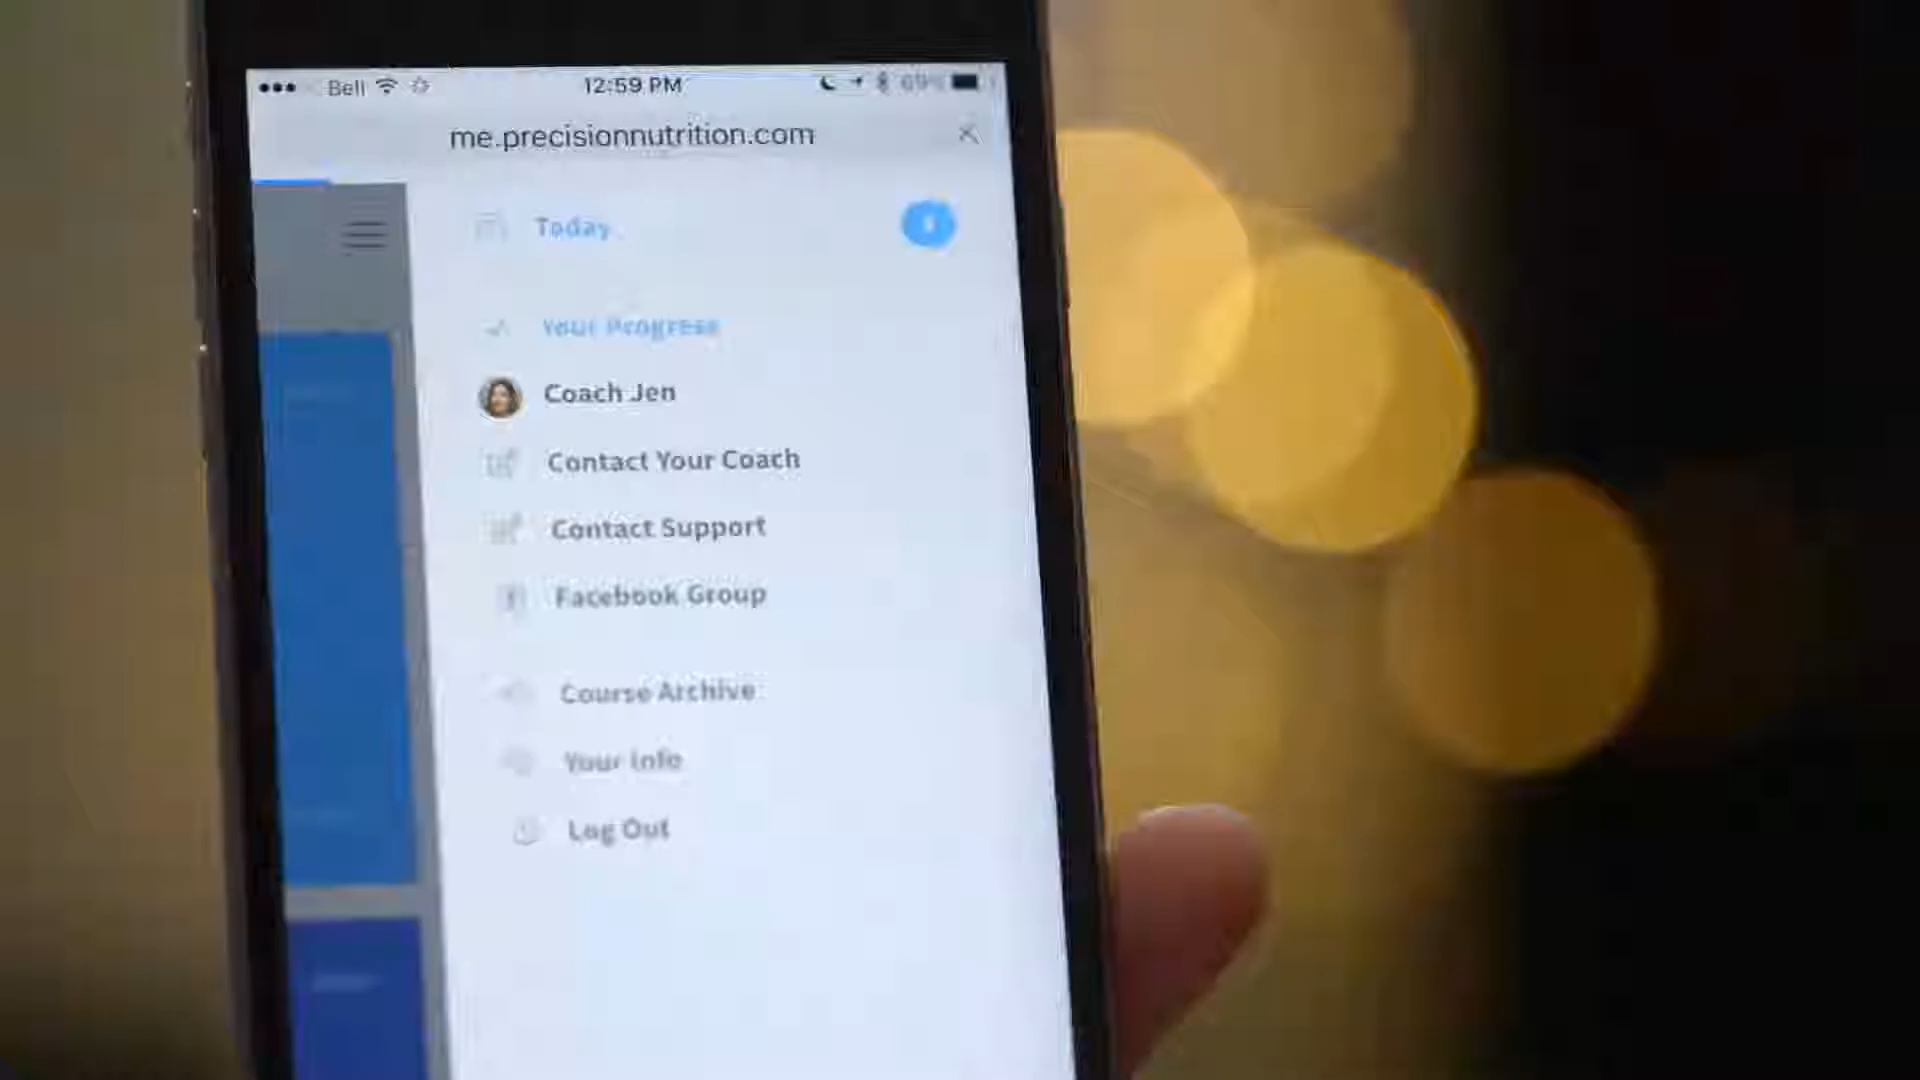 Bell 12:59 PM 69%
me.precisionnutrition.com
Today
Your Progress
Coach Jen
Contact Your Coach
Contact Support
Facebook Group
Course Archive
Your Info
Log Out